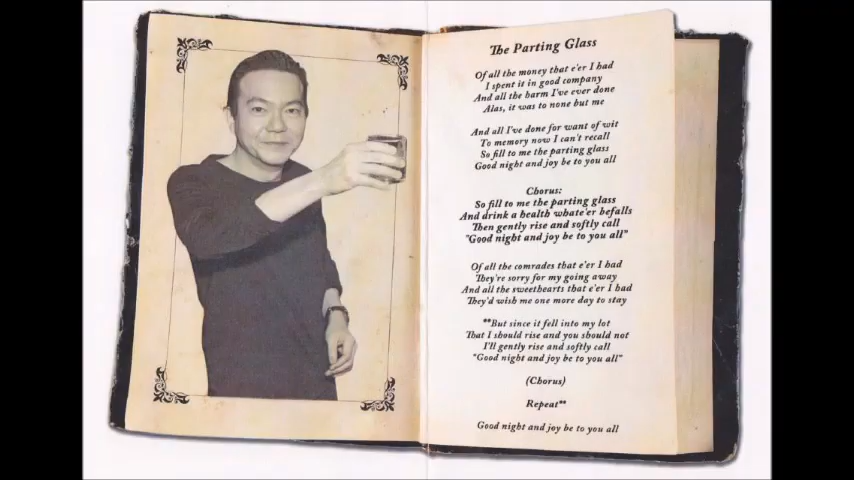 The Parting Glass
Of all the money that e'er I had
I spent it in good company
And all the harm I've ever done
Alas, it was to none but me
And all I've done for want of wit
To memory now I can't recall
So fill to me the parting glass
Good night and joy be to you all
Chorus:
So fill to me the parting glass
And drink a health whate'er befalls
Then gently rise and softly call
"Good night and joy be to you all"
Of all the comrades that e'er I had
They're sorry for my going away
And all the sweethearts that e'er I had
They'd wish me one more day to stay
**But since it fell into my lot
That I should rise and you should not
I'll gently rise and softly call
"Good night and joy be to you all"
(Chorus)
Repeat**
Good night and joy be to you all